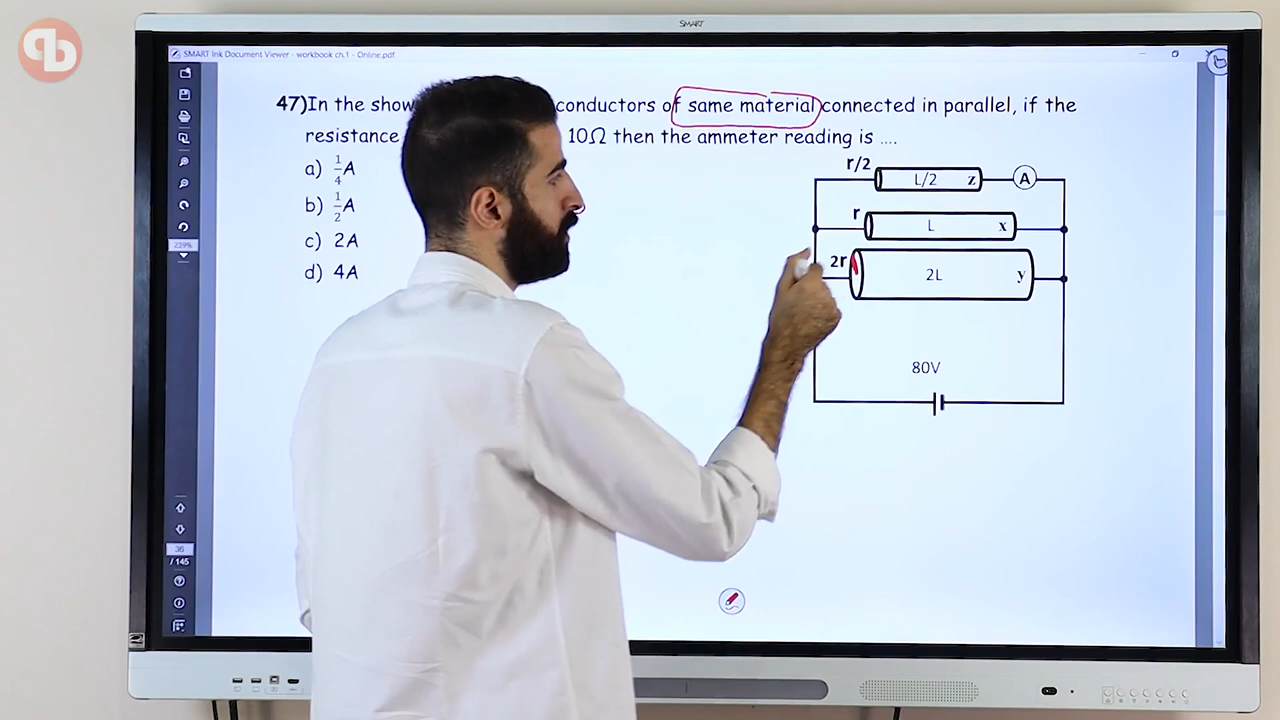 qb
SMART
SMART Ink Document Viewer - workbook ch.1 - Online.pdf
47)In the show conductors of same material connected in parallel, if the
resistance 10Ω then the ammeter reading is ....
a) 1/4 A
b) 1/2 A
c) 2A
d) 4A
r/2 L/2 z A
r L x
2r 2L y
80V
239%
36
/ 145